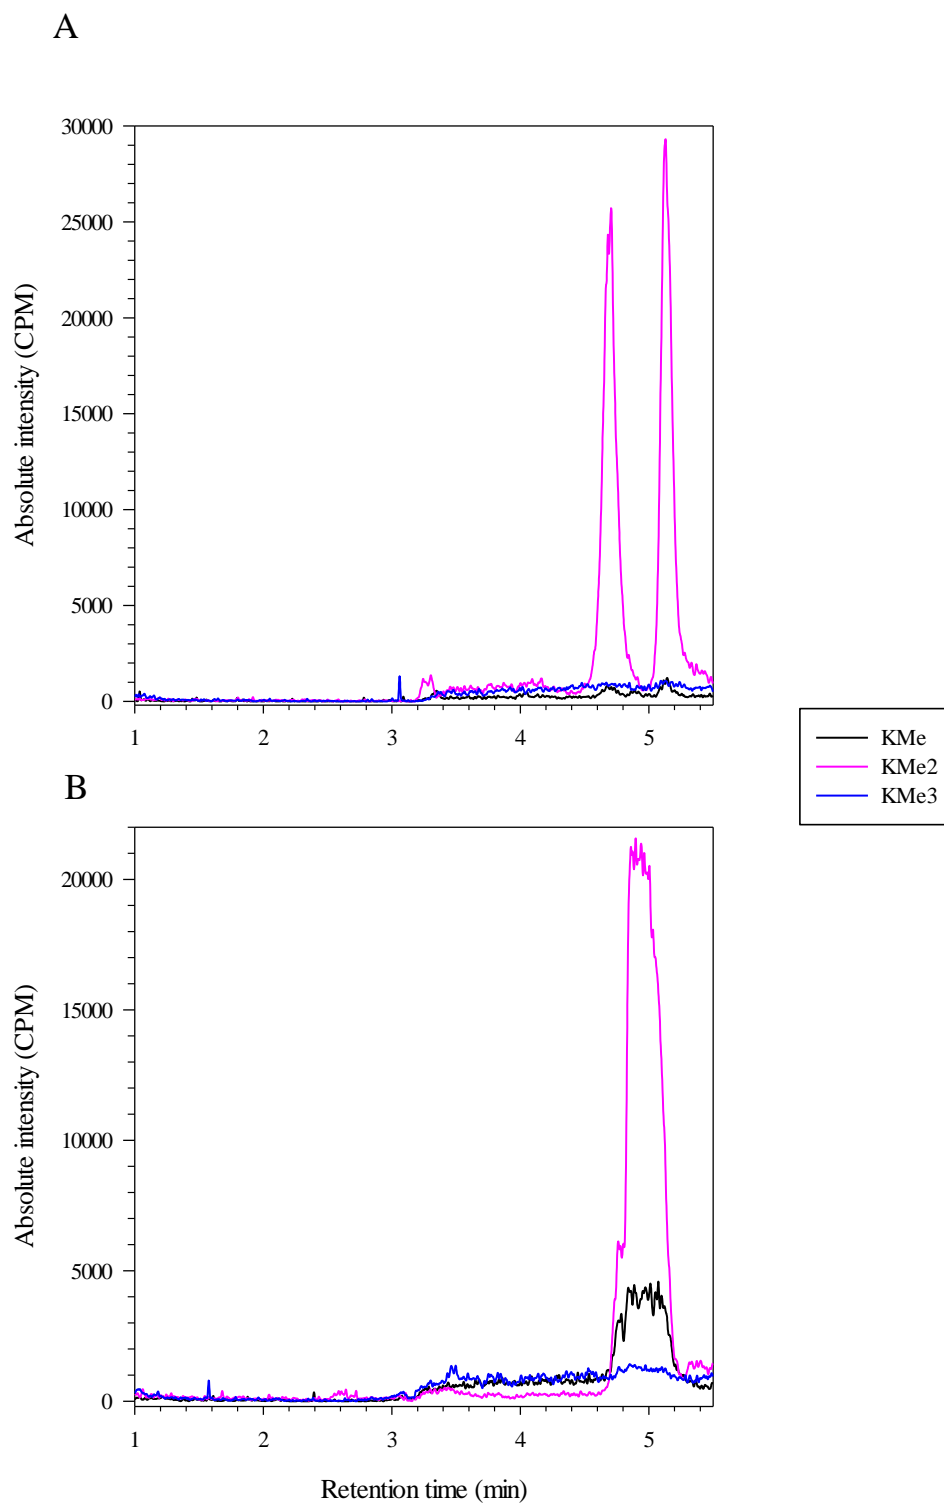 A
Absolute intensity (CPM)
30000
25000
20000
15000
10000
5000
0
1 2 3 4 5
KMe
KMe2
KMe3
B
Absolute intensity (CPM)
20000
15000
10000
5000
0
1 2 3 4 5
Retention time (min)